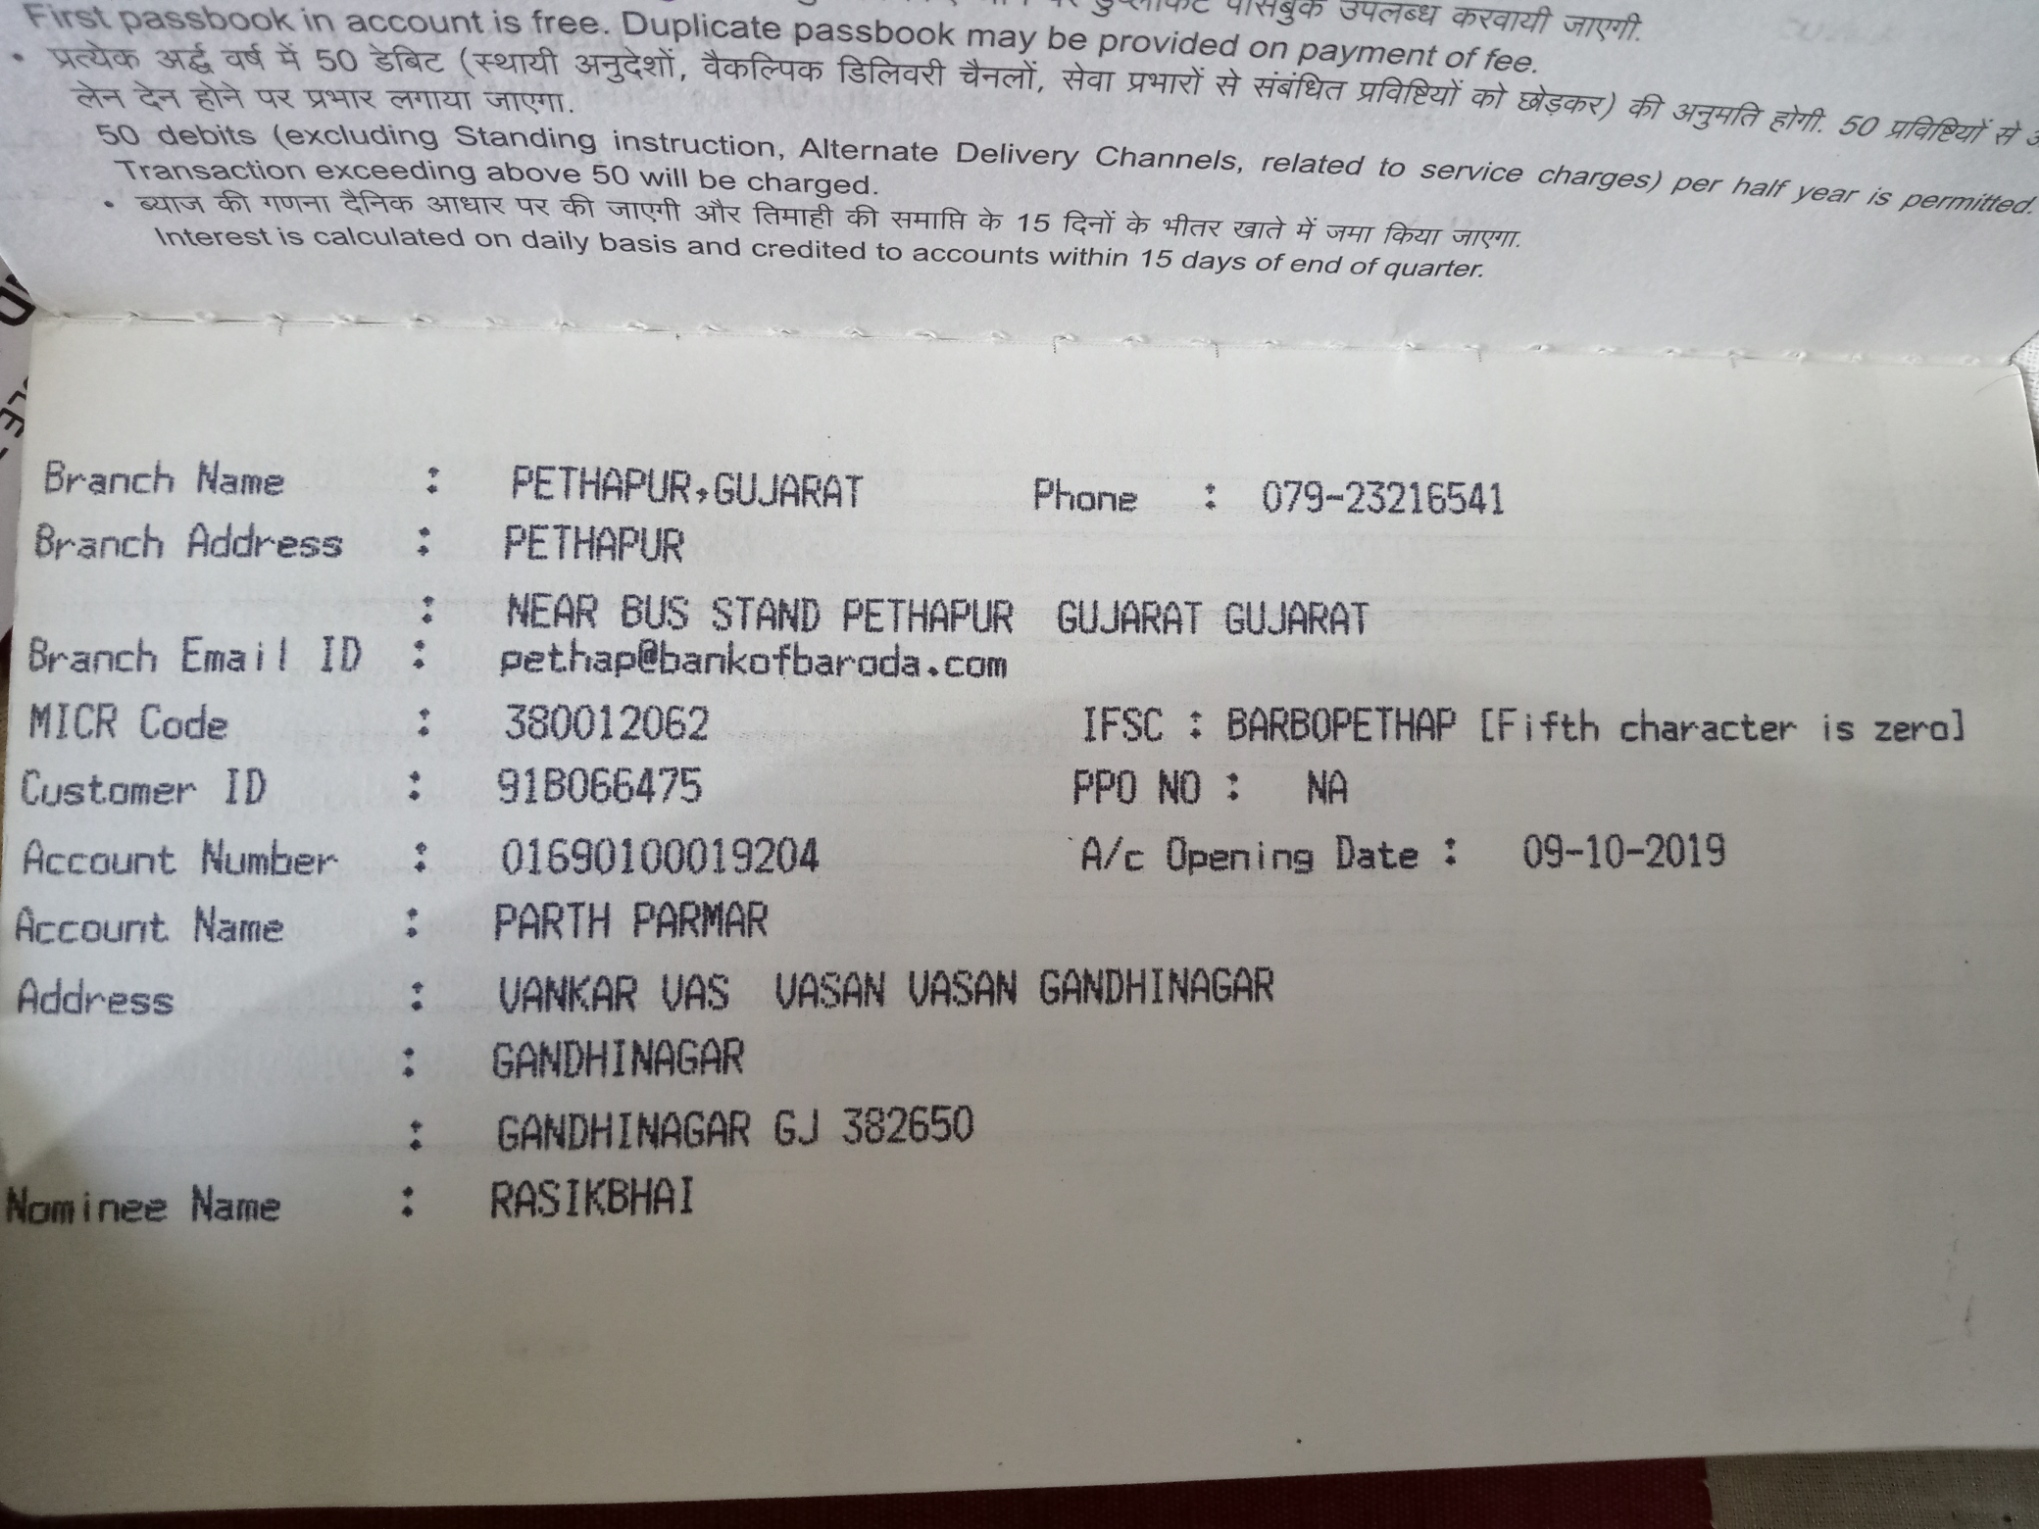 उपलब्ध करवायी जाएगी.
First passbook in account is free. Duplicate passbook may be provided on payment of fee.
• प्रत्येक अर्द्ध वर्ष में 50 डेबिट (स्थायी अनुदेशों, वैकल्पिक डिलिवरी चैनलों, सेवा प्रभारों से संबंधित प्रविष्टियों को छोड़कर) की अनुमति होगी. 50 प्रविष्टियों से
लेन देन होने पर प्रभार लगाया जाएगा.
50 debits (excluding Standing instruction, Alternate Delivery Channels, related to service charges) per half year is permitted.
Transaction exceeding above 50 will be charged.
• ब्याज की गणना दैनिक आधार पर की जाएगी और तिमाही की समाप्ति के 15 दिनों के भीतर खाते में जमा किया जाएगा.
Interest is calculated on daily basis and credited to accounts within 15 days of end of quarter.
Branch Name : PETHAPUR,GUJARAT Phone : 079-23216541
Branch Address : PETHAPUR
: NEAR BUS STAND PETHAPUR GUJARAT GUJARAT
Branch Email ID : pethap@bankofbaroda.com
MICR Code : 380012062 IFSC : BARB0PETHAP [Fifth character is zero]
Customer ID : 91B066475 PPO NO : NA
Account Number : 01690100019204 A/c Opening Date : 09-10-2019
Account Name : PARTH PARMAR
Address : VANKAR VAS VASAN VASAN GANDHINAGAR
: GANDHINAGAR
: GANDHINAGAR GJ 382650
Nominee Name : RASIKBHAI